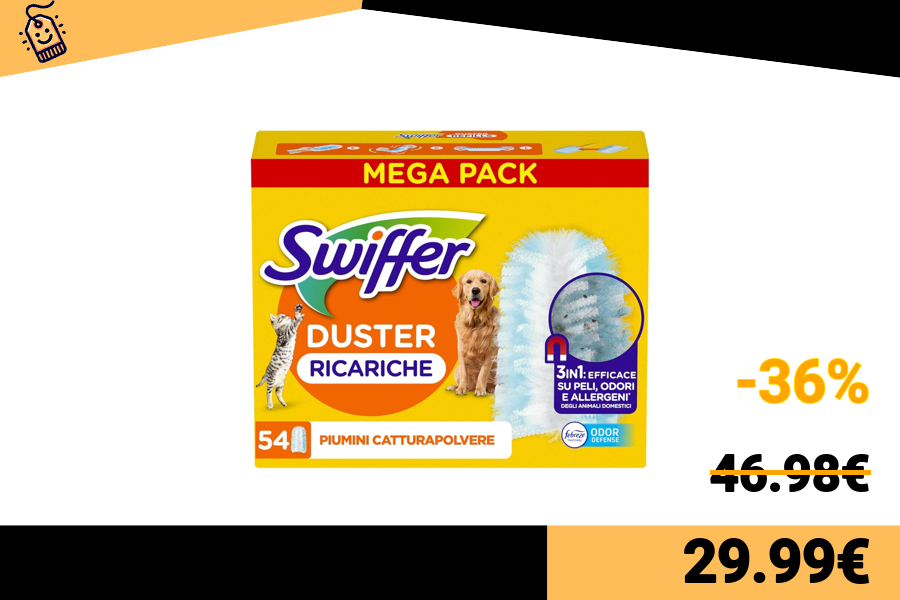 Swiffer
MEGA PACK
Swiffer
DUSTER
RICARICHE
3IN1: EFFICACE
SU PELI, ODORI
E ALLERGENI*
DEGLI ANIMALI DOMESTICI
54
PIUMINI CATTURAPOLVERE
febreze
ODOR
DEFENSE
-36%
46.98€
29.99€